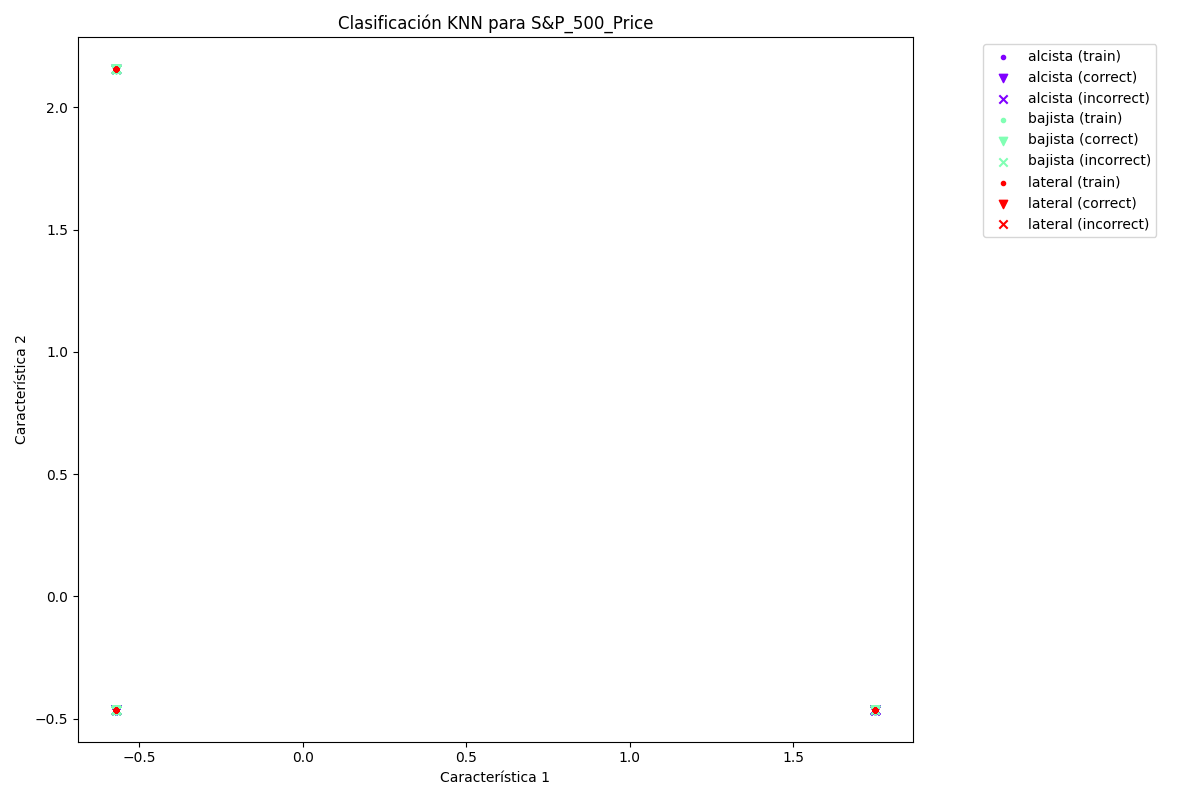 Clasificación KNN para S&P_500_Price
alcista (train)
alcista (correct)
alcista (incorrect)
bajista (train)
bajista (correct)
bajista (incorrect)
lateral (train)
lateral (correct)
lateral (incorrect)
2.0
1.5
1.0
0.5
0.0
−0.5
Característica 2
−0.5 0.0 0.5 1.0 1.5
Característica 1